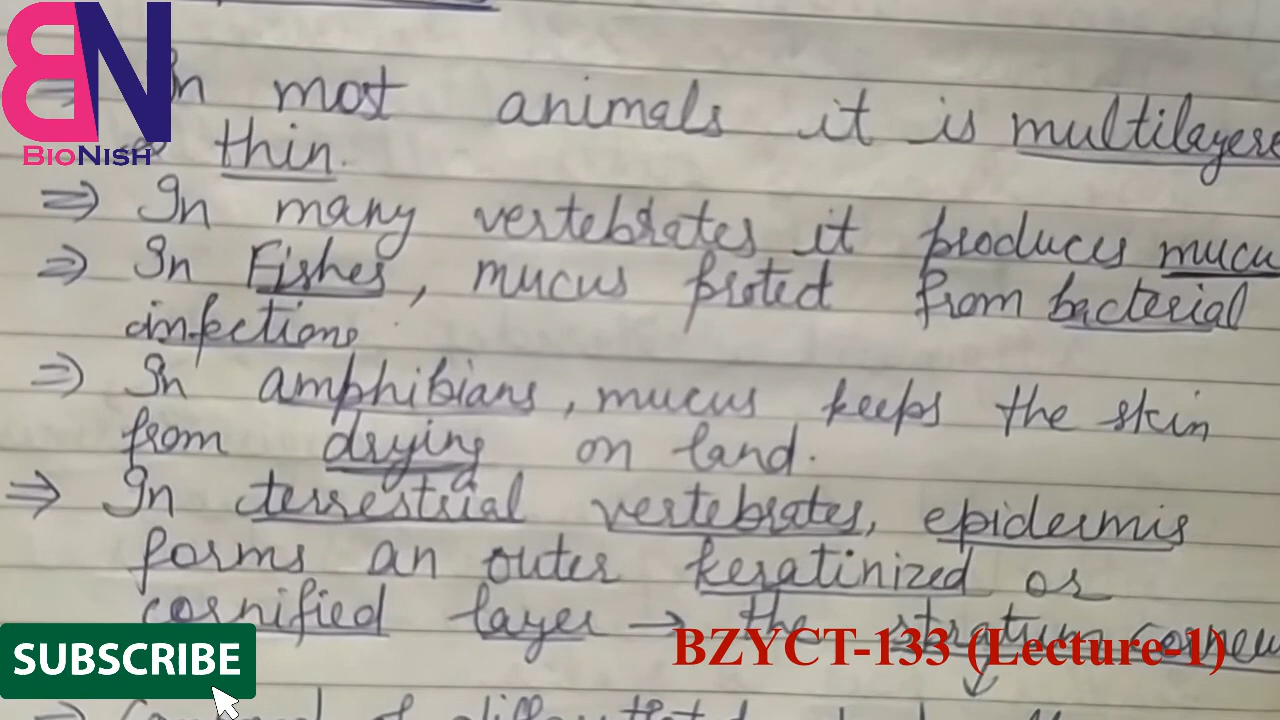 BN
BIONISH
⇒ In most animals it is multilayere
& thin.
⇒ In many vertebrates it produces mucu
⇒ In Fishes, mucus protect from bacterial
infections.
⇒ In amphibians, mucus keeps the skin
from drying on land.
⇒ In terrestrial vertebrates, epidermis
forms an outer keratinized or
cornified layer → the stratum corneu
BZYCT-133 (Lecture-1)
SUBSCRIBE